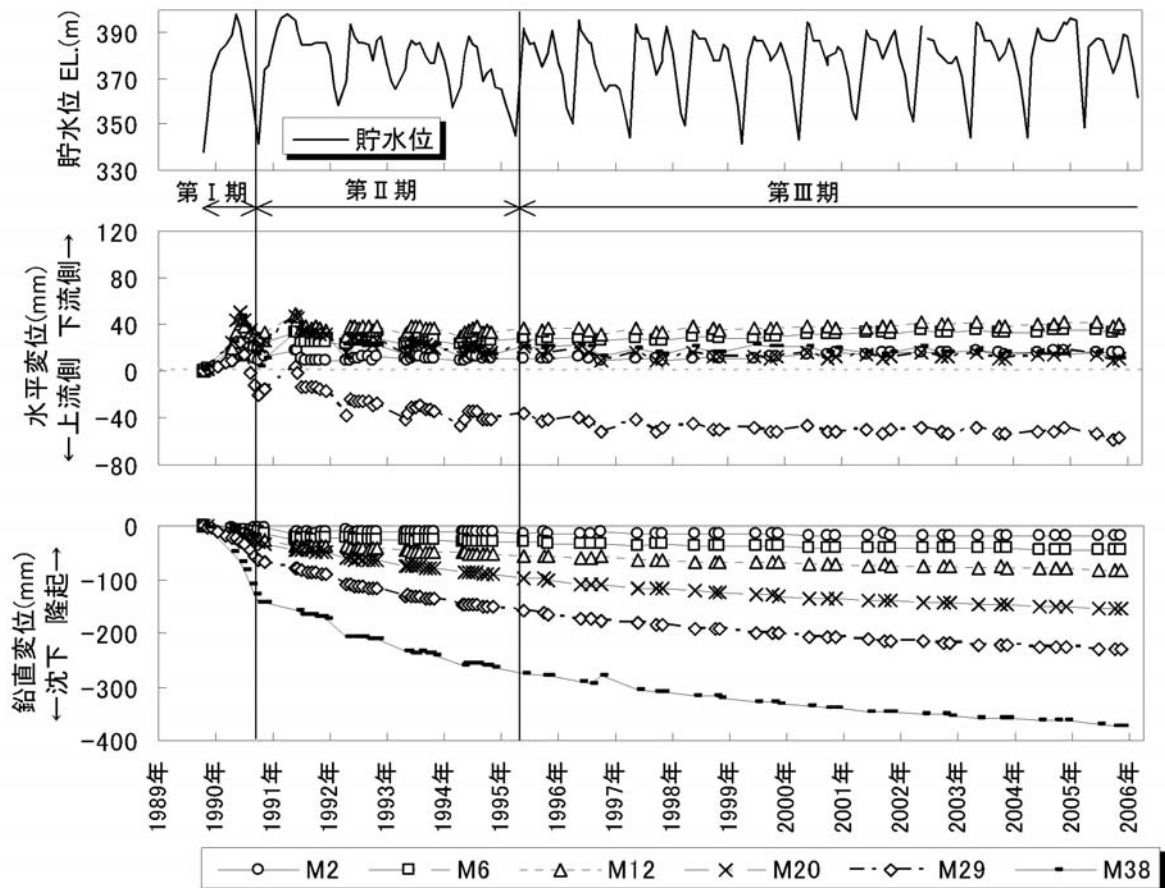 貯水位 EL.(m)
390
370
350
330
貯水位
第Ⅰ期
第Ⅱ期
第Ⅲ期
水平変位(mm)
←上流側 下流側→
120
80
40
0
-40
-80
鉛直変位(mm)
←沈下 隆起→
0
-100
-200
-300
-400
1989年
1990年
1991年
1992年
1993年
1994年
1995年
1996年
1997年
1998年
1999年
2000年
2001年
2002年
2003年
2004年
2005年
2006年
M2 M6 M12 M20 M29 M38